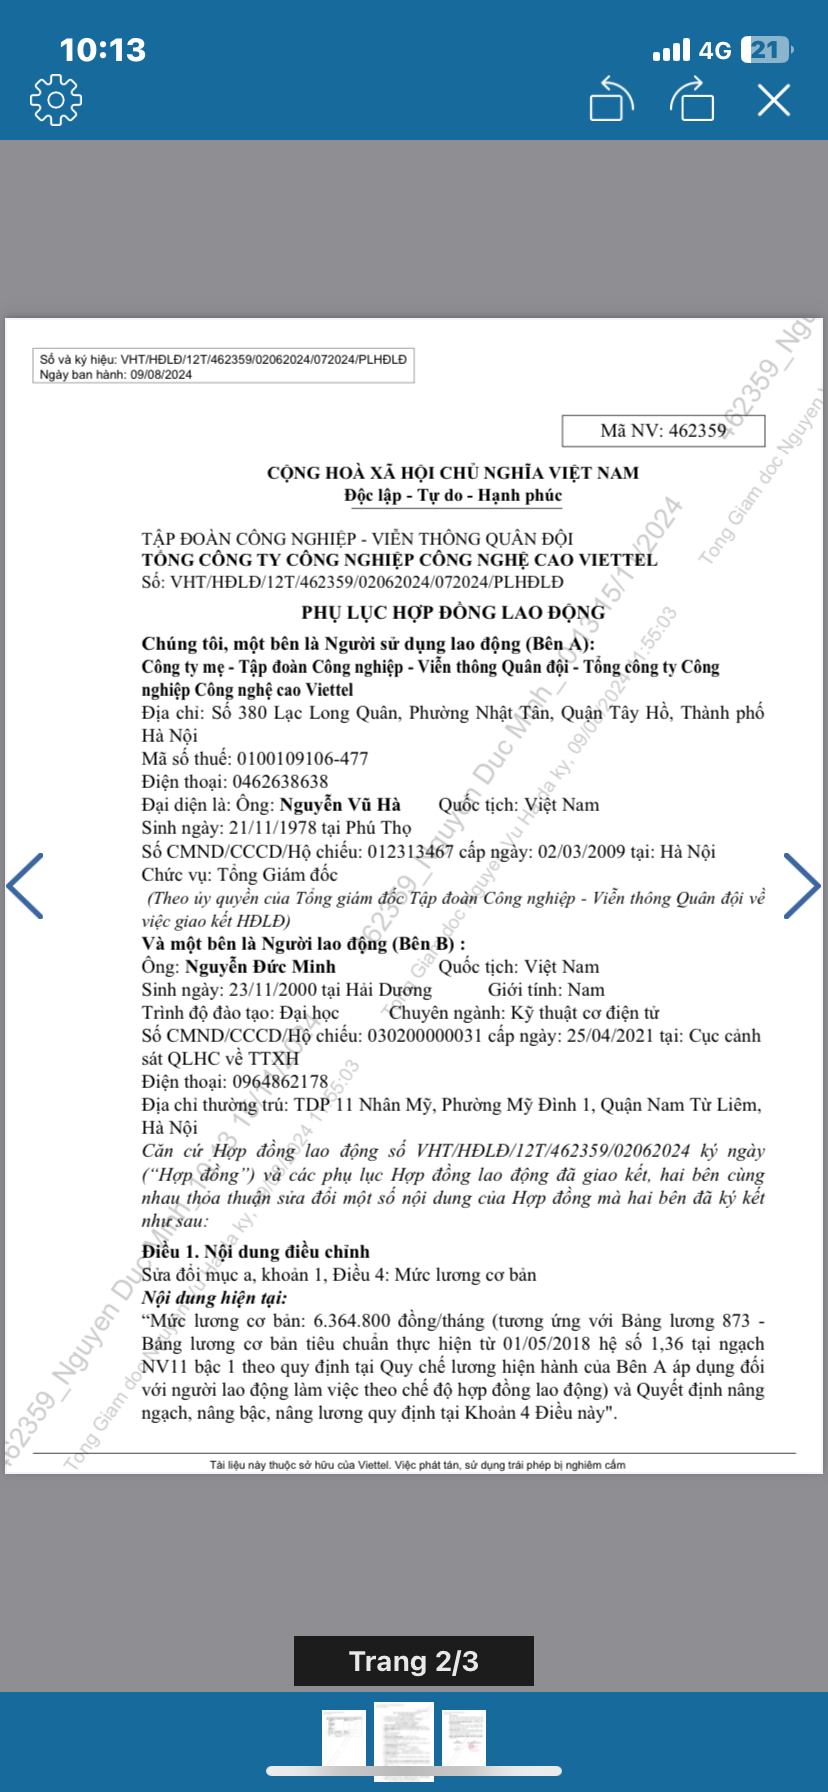 10:13
4G 21
Số và ký hiệu: VHT/HĐLĐ/12T/462359/02062024/072024/PLHĐLĐ
Ngày ban hành: 09/08/2024
Mã NV: 462359
CỘNG HOÀ XÃ HỘI CHỦ NGHĨA VIỆT NAM
Độc lập - Tự do - Hạnh phúc
TẬP ĐOÀN CÔNG NGHIỆP - VIỄN THÔNG QUÂN ĐỘI
TỔNG CÔNG TY CÔNG NGHIỆP CÔNG NGHỆ CAO VIETTEL
Số: VHT/HĐLĐ/12T/462359/02062024/072024/PLHĐLĐ
PHỤ LỤC HỢP ĐỒNG LAO ĐỘNG
Chúng tôi, một bên là Người sử dụng lao động (Bên A):
Công ty mẹ - Tập đoàn Công nghiệp - Viễn thông Quân đội - Tổng công ty Công
nghiệp Công nghệ cao Viettel
Địa chỉ: Số 380 Lạc Long Quân, Phường Nhật Tân, Quận Tây Hồ, Thành phố
Hà Nội
Mã số thuế: 0100109106-477
Điện thoại: 0462638638
Đại diện là: Ông: Nguyễn Vũ Hà Quốc tịch: Việt Nam
Sinh ngày: 21/11/1978 tại Phú Thọ
Số CMND/CCCD/Hộ chiếu: 012313467 cấp ngày: 02/03/2009 tại: Hà Nội
Chức vụ: Tổng Giám đốc
(Theo ủy quyền của Tổng giám đốc Tập đoàn Công nghiệp - Viễn thông Quân đội về
việc giao kết HĐLĐ)
Và một bên là Người lao động (Bên B) :
Ông: Nguyễn Đức Minh Quốc tịch: Việt Nam
Sinh ngày: 23/11/2000 tại Hải Dương Giới tính: Nam
Trình độ đào tạo: Đại học Chuyên ngành: Kỹ thuật cơ điện tử
Số CMND/CCCD/Hộ chiếu: 030200000031 cấp ngày: 25/04/2021 tại: Cục cảnh
sát QLHC về TTXH
Điện thoại: 0964862178
Địa chỉ thường trú: TDP 11 Nhân Mỹ, Phường Mỹ Đình 1, Quận Nam Từ Liêm,
Hà Nội
Căn cứ Hợp đồng lao động số VHT/HĐLĐ/12T/462359/02062024 ký ngày
(“Hợp đồng”) và các phụ lục Hợp đồng lao động đã giao kết, hai bên cùng
nhau thỏa thuận sửa đổi một số nội dung của Hợp đồng mà hai bên đã ký kết
như sau:
Điều 1. Nội dung điều chỉnh
Sửa đổi mục a, khoản 1, Điều 4: Mức lương cơ bản
Nội dung hiện tại:
“Mức lương cơ bản: 6.364.800 đồng/tháng (tương ứng với Bảng lương 873 -
Bảng lương cơ bản tiêu chuẩn thực hiện từ 01/05/2018 hệ số 1,36 tại ngạch
NV11 bậc 1 theo quy định tại Quy chế lương hiện hành của Bên A áp dụng đối
với người lao động làm việc theo chế độ hợp đồng lao động) và Quyết định nâng
ngạch, nâng bậc, nâng lương quy định tại Khoản 4 Điều này".
Tài liệu này thuộc sở hữu của Viettel. Việc phát tán, sử dụng trái phép bị nghiêm cấm
Trang 2/3